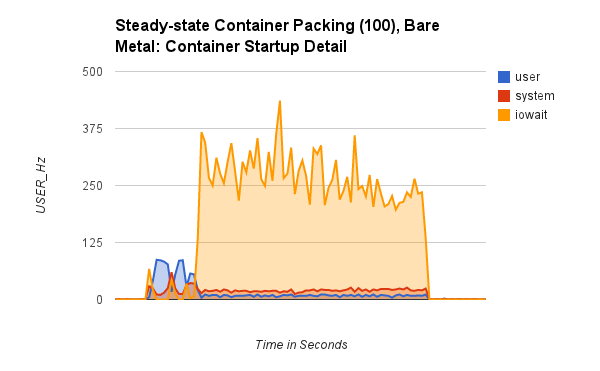 Steady-state Container Packing (100), Bare
Metal: Container Startup Detail
500
375
250
125
0
USER_Hz
Time in Seconds
user
system
iowait